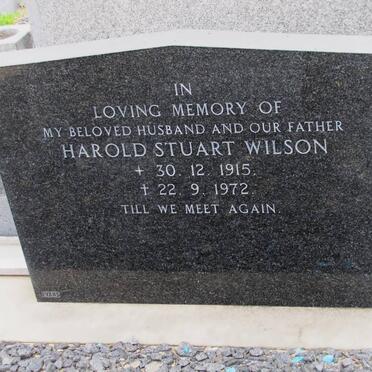 IN
LOVING MEMORY OF
MY BELOVED HUSBAND AND OUR FATHER
HAROLD STUART WILSON
+ 30. 12. 1915.
† 22. 9. 1972.
TILL WE MEET AGAIN.